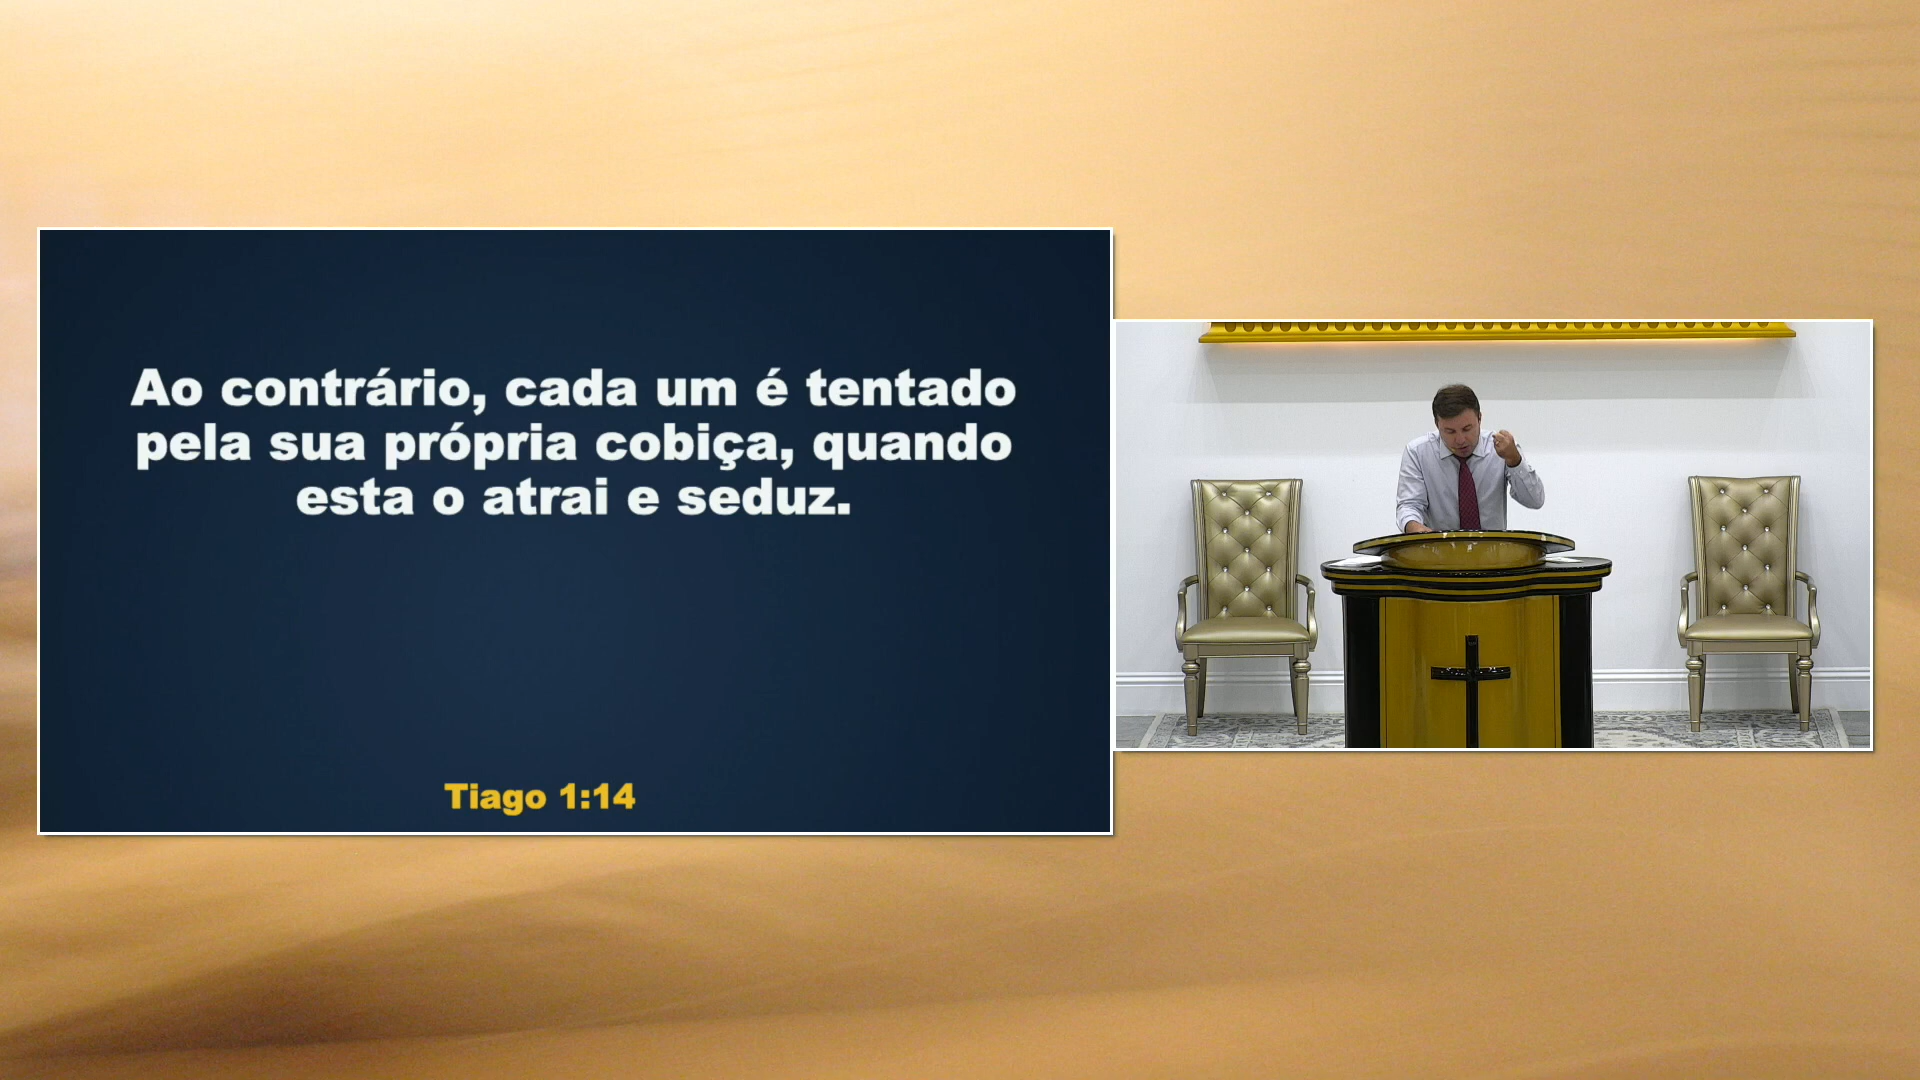 Ao contrário, cada um é tentado
pela sua própria cobiça, quando
esta o atrai e seduz.
Tiago 1:14